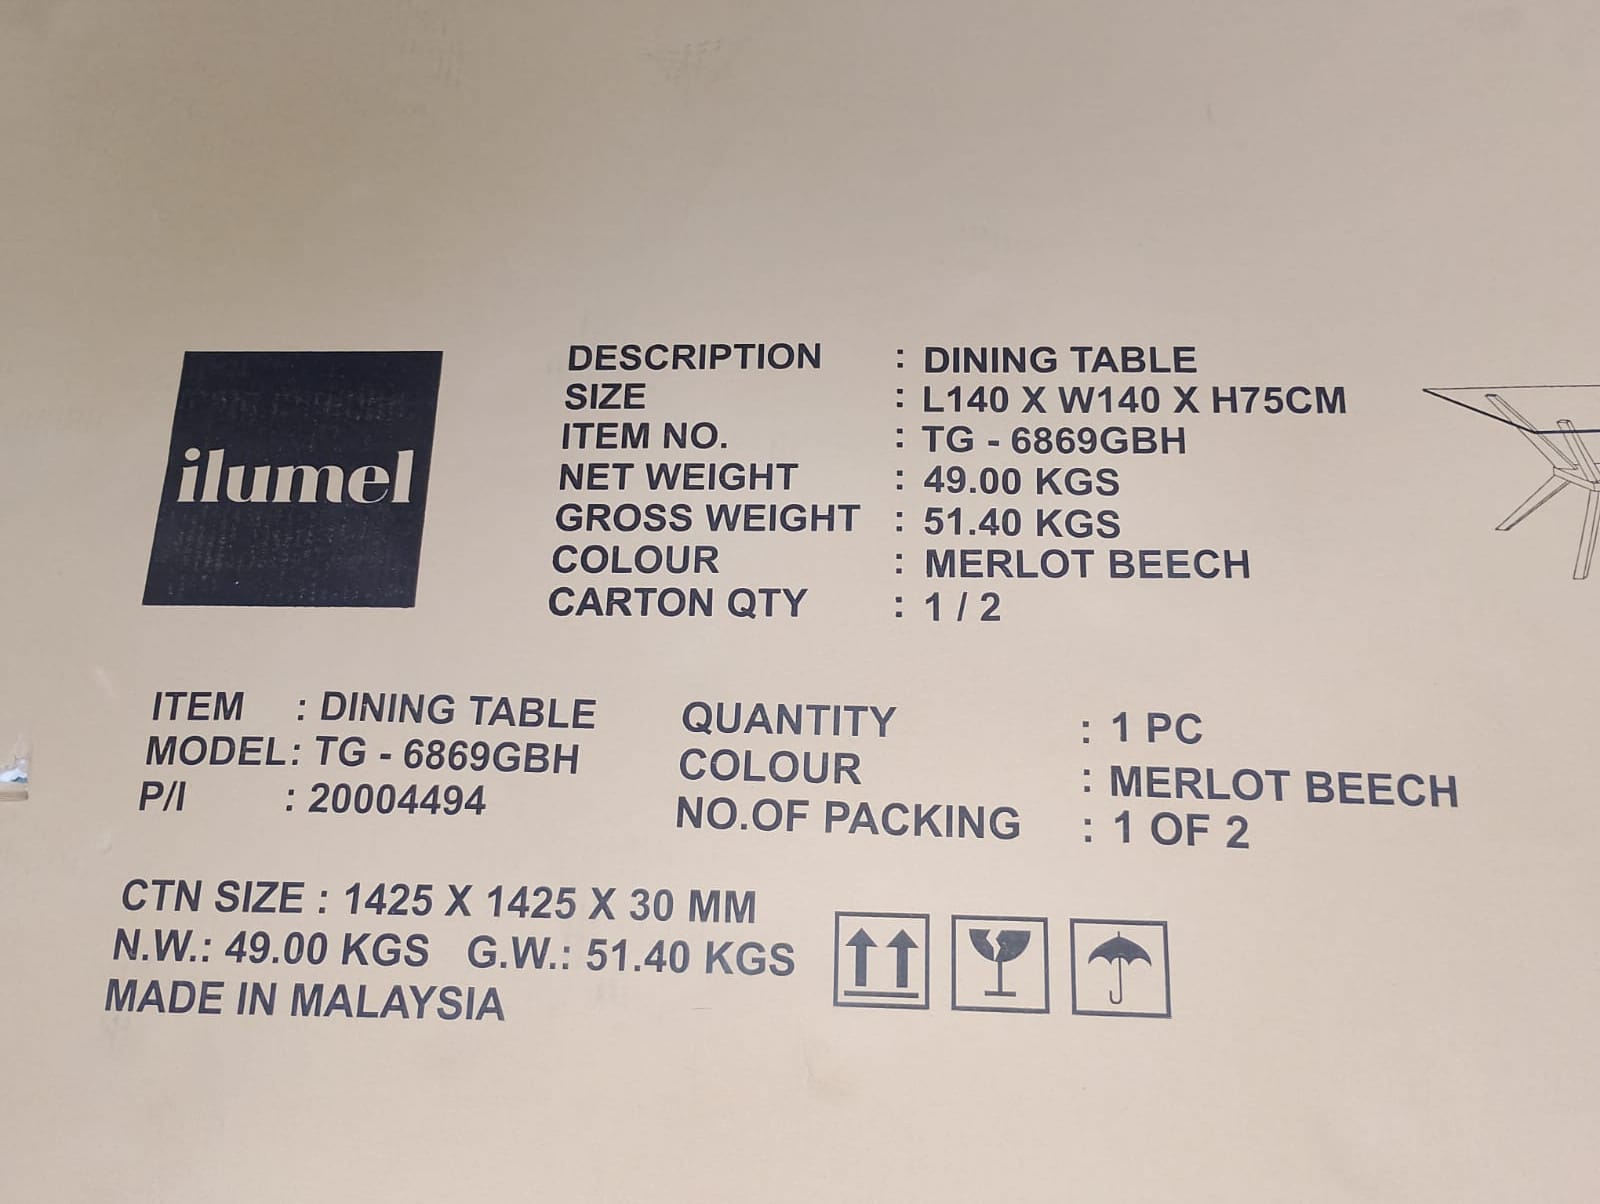 ilumel
DESCRIPTION : DINING TABLE
SIZE : L140 X W140 X H75CM
ITEM NO. : TG - 6869GBH
NET WEIGHT : 49.00 KGS
GROSS WEIGHT : 51.40 KGS
COLOUR : MERLOT BEECH
CARTON QTY : 1 / 2
ITEM : DINING TABLE
MODEL : TG - 6869GBH
P/I : 20004494
QUANTITY : 1 PC
COLOUR : MERLOT BEECH
NO.OF PACKING : 1 OF 2
CTN SIZE : 1425 X 1425 X 30 MM
N.W.: 49.00 KGS G.W.: 51.40 KGS
MADE IN MALAYSIA